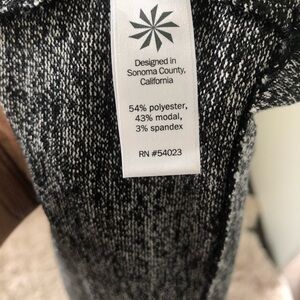 Designed in
Sonoma County,
California
54% polyester,
43% modal,
3% spandex
RN #54023